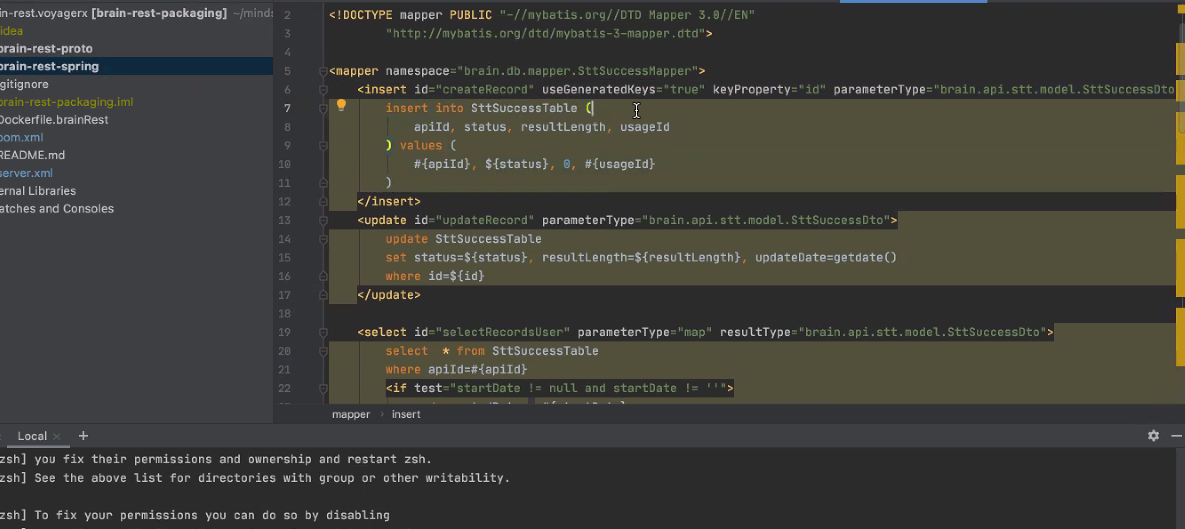 in-rest.voyagerx [brain-rest-packaging] ~/minds
idea
brain-rest-proto
brain-rest-spring
gitignore
brain-rest-packaging.iml
Dockerfile.brainRest
pom.xml
README.md
server.xml
ernal Libraries
atches and Consoles
2 <!DOCTYPE mapper PUBLIC "-//mybatis.org//DTD Mapper 3.0//EN"
3 "http://mybatis.org/dtd/mybatis-3-mapper.dtd">
4
5 <mapper namespace="brain.db.mapper.SttSuccessMapper">
6 <insert id="createRecord" useGeneratedKeys="true" keyProperty="id" parameterType="brain.api.stt.model.SttSuccessDto
7 insert into SttSuccessTable (
8 apiId, status, resultLength, usageId
9 ) values (
10 #{apiId}, ${status}, 0, #{usageId}
11 )
12 </insert>
13 <update id="updateRecord" parameterType="brain.api.stt.model.SttSuccessDto">
14 update SttSuccessTable
15 set status=${status}, resultLength=${resultLength}, updateDate=getdate()
16 where id=${id}
17 </update>
18
19 <select id="selectRecordsUser" parameterType="map" resultType="brain.api.stt.model.SttSuccessDto">
20 select * from SttSuccessTable
21 where apiId=#{apiId}
22 <if test="startDate != null and startDate != ''">
mapper › insert
Local × +
zsh] you fix their permissions and ownership and restart zsh.
zsh] See the above list for directories with group or other writability.
zsh] To fix your permissions you can do so by disabling